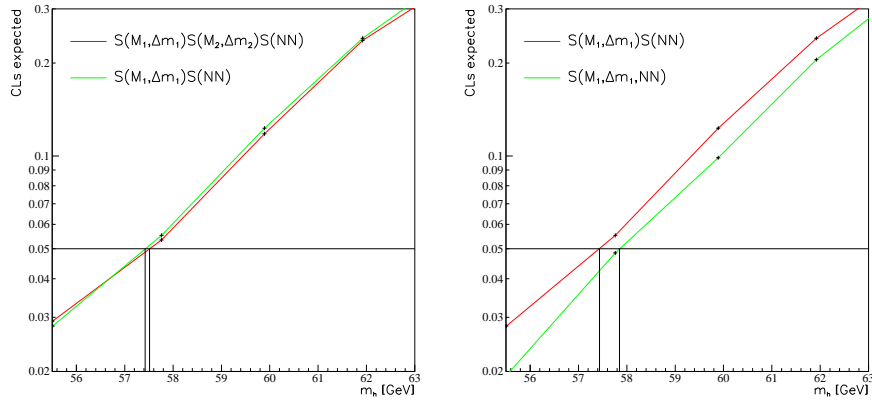 CLs expected
0.3
0.2
0.1
0.09
0.08
0.07
0.06
0.05
0.04
0.03
0.02
S(M₁,Δm₁)S(M₂,Δm₂)S(NN)
S(M₁,Δm₁)S(NN)
56 57 58 59 60 61 62 63
m_h [GeV]
CLs expected
0.3
0.2
0.1
0.09
0.08
0.07
0.06
0.05
0.04
0.03
0.02
S(M₁,Δm₁)S(NN)
S(M₁,Δm₁,NN)
56 57 58 59 60 61 62 63
m_h [GeV]